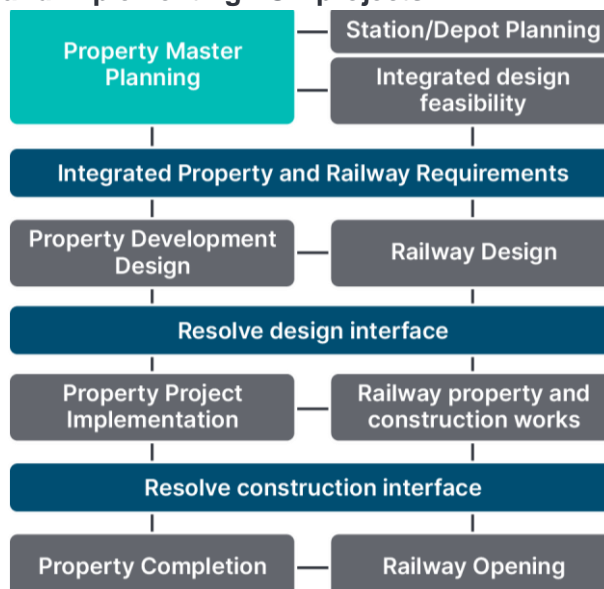 Property Master
Planning
Station/Depot Planning
Integrated design
feasibility
Integrated Property and Railway Requirements
Property Development
Design
Railway Design
Resolve design interface
Property Project
Implementation
Railway property and
construction works
Resolve construction interface
Property Completion
Railway Opening